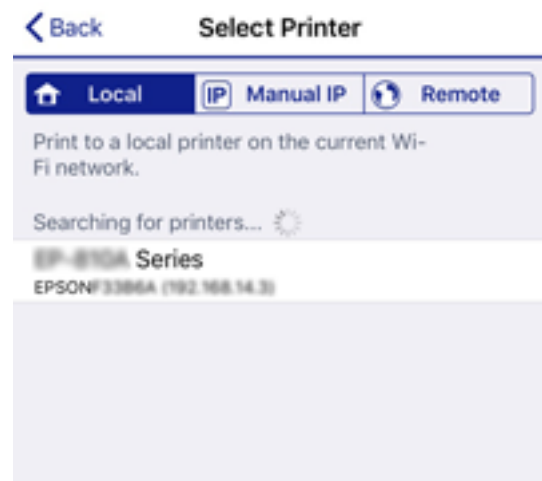 Back
Select Printer
Local
IP Manual IP
Remote
Print to a local printer on the current Wi-
Fi network.
Searching for printers...
Series
EPSON